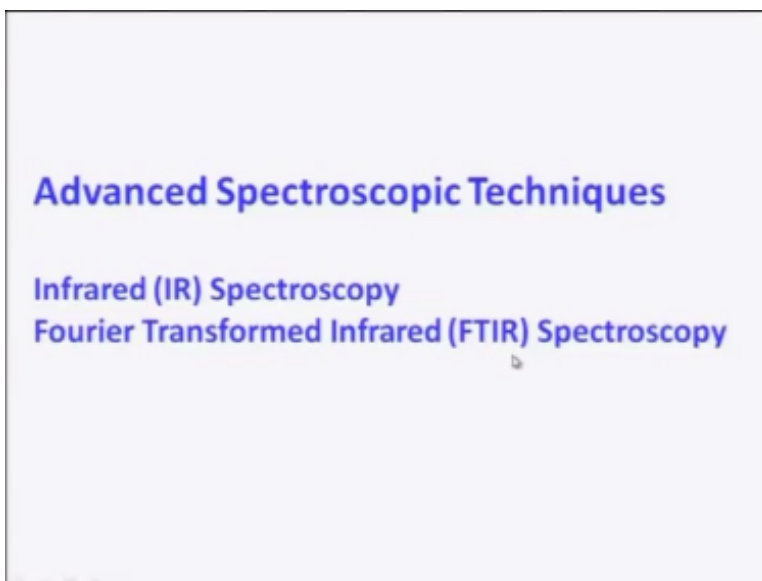 Advanced Spectroscopic Techniques
Infrared (IR) Spectroscopy
Fourier Transformed Infrared (FTIR) Spectroscopy